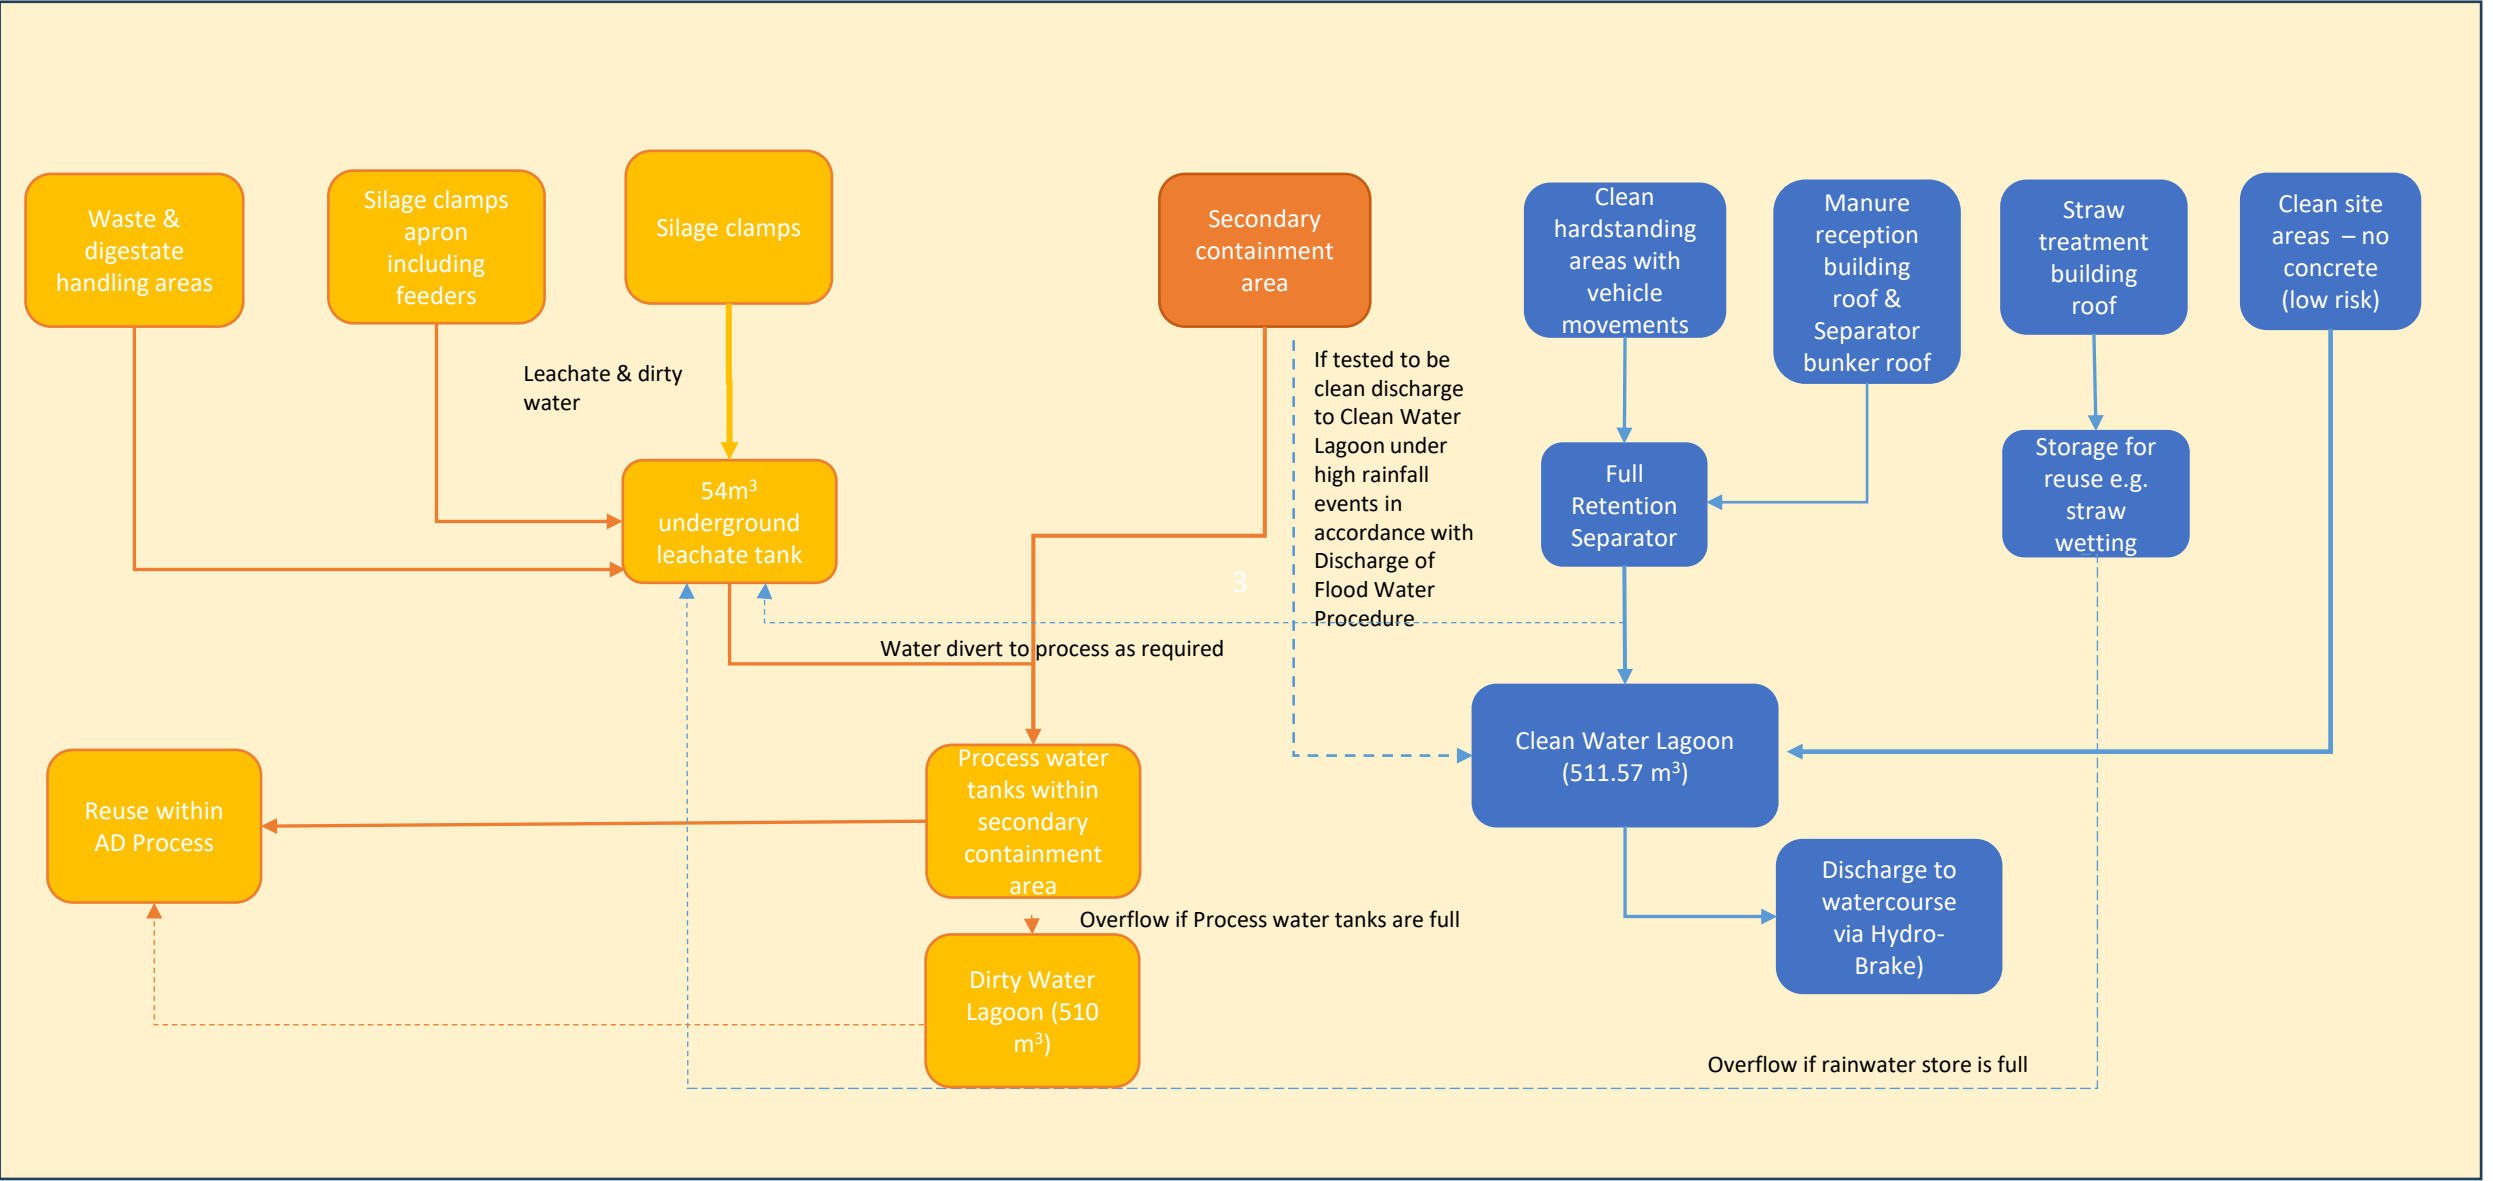 Waste &
digestate
handling areas
Silage clamps
apron
including
feeders
Silage clamps
Secondary
containment
area
Clean
hardstanding
areas with
vehicle
movements
Manure
reception
building
roof &
Separator
bunker roof
Straw
treatment
building
roof
Clean site
areas  – no
concrete
(low risk)
Leachate & dirty
water
If tested to be
clean discharge
to Clean Water
Lagoon under
high rainfall
events in
accordance with
Discharge of
Flood Water
Procedure
54m³
underground
leachate tank
Full
Retention
Separator
Storage for
reuse e.g.
straw
wetting
3
Water divert to process as required
Clean Water Lagoon
(511.57 m³)
Reuse within
AD Process
Process water
tanks within
secondary
containment
area
Discharge to
watercourse
via Hydro-
Brake)
Overflow if Process water tanks are full
Dirty Water
Lagoon (510
m³)
Overflow if rainwater store is full